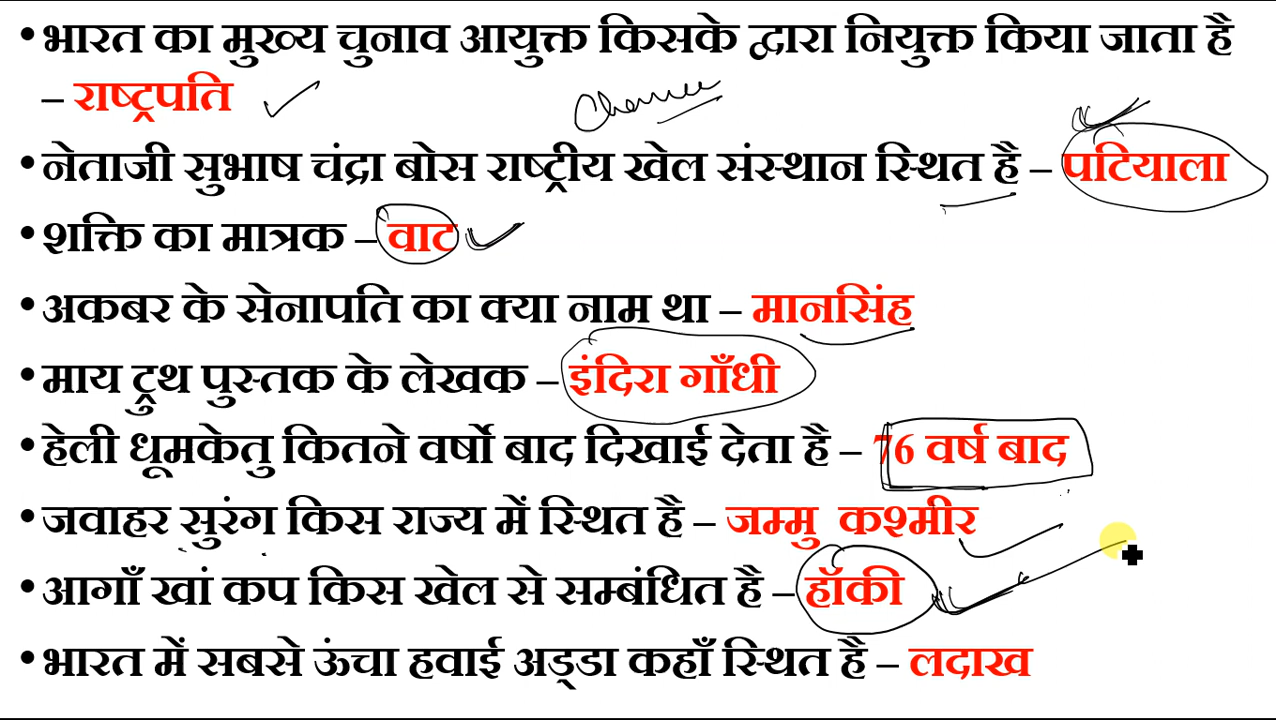 • भारत का मुख्य चुनाव आयुक्त किसके द्वारा नियुक्त किया जाता है
– राष्ट्रपति
• नेताजी सुभाष चंद्रा बोस राष्ट्रीय खेल संस्थान स्थित है – पटियाला
• शक्ति का मात्रक – वाट
• अकबर के सेनापति का क्या नाम था – मानसिंह
• माय ट्रुथ पुस्तक के लेखक – इंदिरा गाँधी
• हेली धूमकेतु कितने वर्षो बाद दिखाई देता है – 76 वर्ष बाद
• जवाहर सुरंग किस राज्य में स्थित है – जम्मु कश्मीर
• आगाँ खां कप किस खेल से सम्बंधित है – हॉकी
• भारत में सबसे ऊंचा हवाई अड्डा कहाँ स्थित है – लदाख